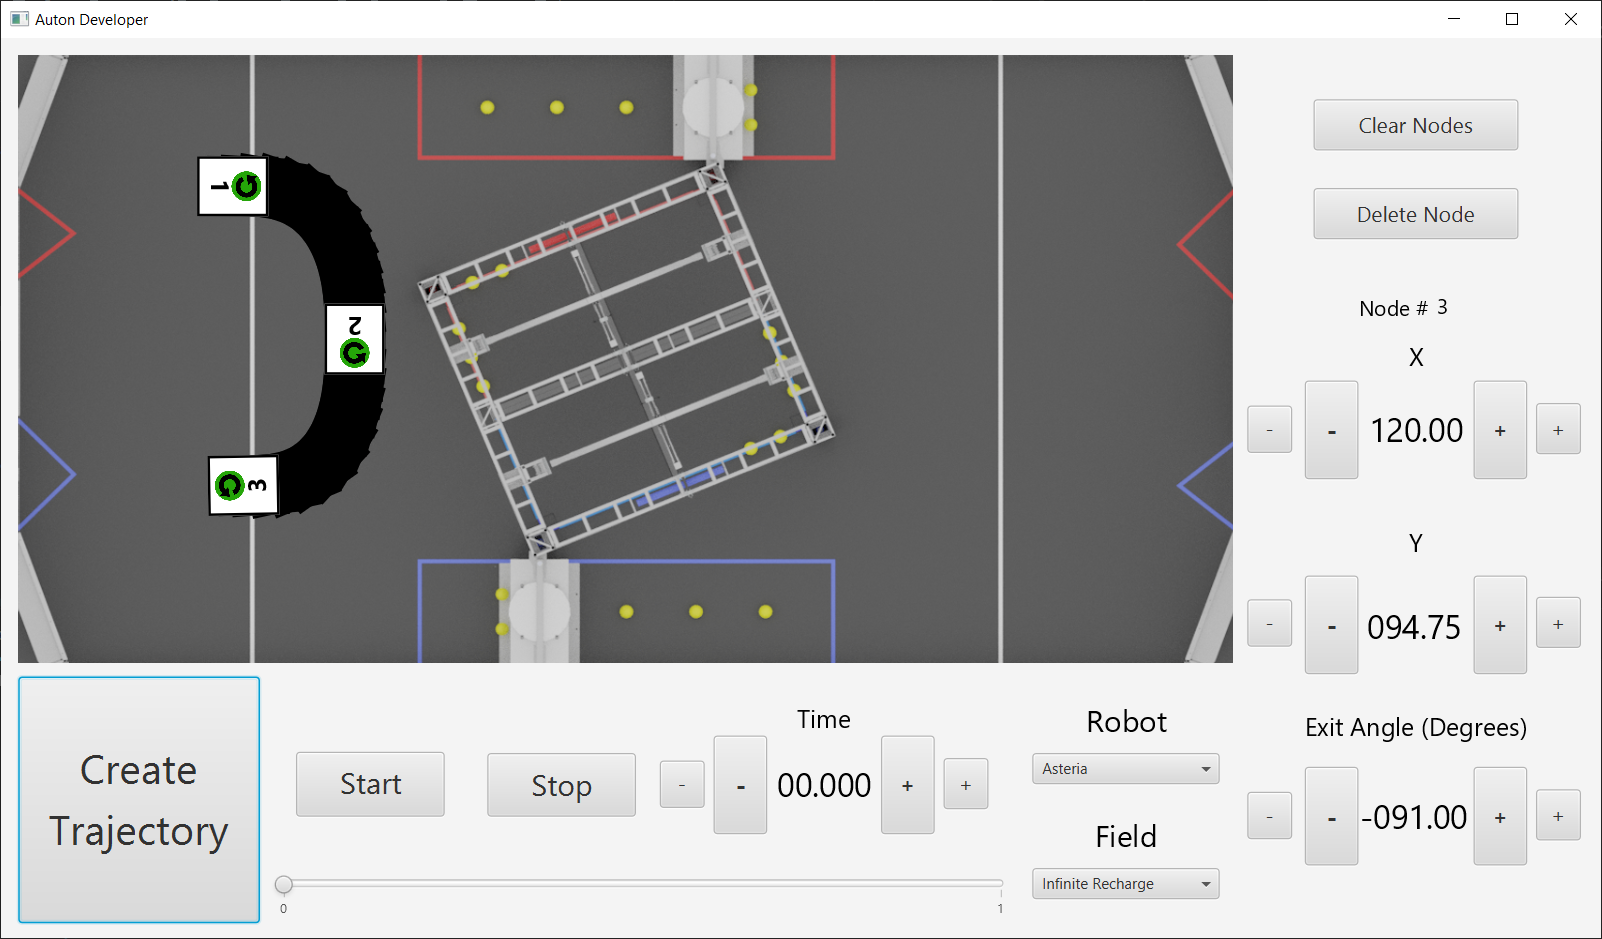 Auton Developer
1
2
3
Clear Nodes
Delete Node
Node # 3
X
- - 120.00 + +
Y
- - 094.75 + +
Exit Angle (Degrees)
- - -091.00 + +
Create
Trajectory
Start
Stop
Time
- - 00.000 + +
0
1
Robot
Asteria
Field
Infinite Recharge